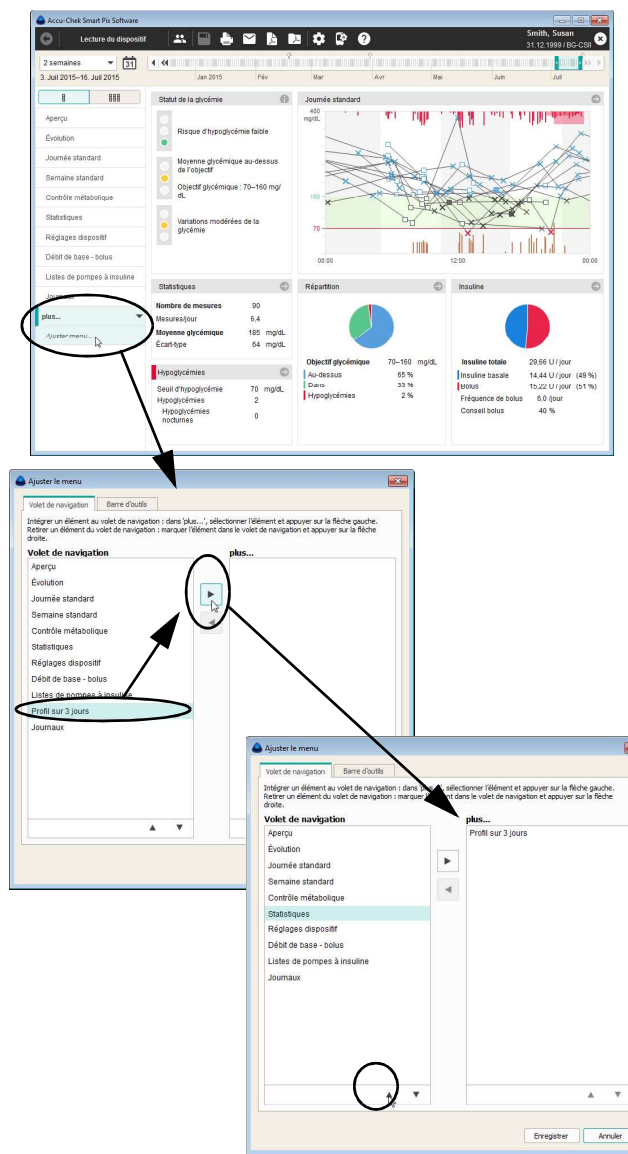 Accu-Chek Smart Pix Software
Lecture du dispositif
Smith, Susan
31.12.1999 / BG-CSII
2 semaines
31
3. Juil 2015–16. Juil 2015
Jan 2015 Fév Mar Avr Mai Juin Juil
Aperçu
Évolution
Journée standard
Semaine standard
Contrôle métabolique
Statistiques
Réglages dispositif
Débit de base - bolus
Listes de pompes à insuline
Journaux
plus...
Ajuster menu...
Statut de la glycémie
Risque d'hypoglycémie faible
Moyenne glycémique au-dessus
de l'objectif
Objectif glycémique : 70–160 mg/
dL
Variations modérées de la
glycémie
Journée standard
400
mg/dL
160
70
00:00 12:00 00:00
Statistiques
Nombre de mesures 90
Mesures/jour 6,4
Moyenne glycémique 185 mg/dL
Écart-type 64 mg/dL
Hypoglycémies
Seuil d'hypoglycémie 70 mg/dL
Hypoglycémies 2
Hypoglycémies
nocturnes 0
Répartition
Objectif glycémique 70–160 mg/dL
Au-dessus 65 %
Dans 33 %
Hypoglycémies 2 %
Insuline
Insuline totale 29,66 U / jour
Insuline basale 14,44 U / jour (49 %)
Bolus 15,22 U / jour (51 %)
Fréquence de bolus 6,0 /jour
Conseil bolus 40 %
Ajuster le menu
Volet de navigation Barre d'outils
Intégrer un élément au volet de navigation : dans 'plus...', sélectionner l'élément et appuyer sur la flèche gauche.
Retirer un élément du volet de navigation : marquer l'élément dans le volet de navigation et appuyer sur la flèche
droite.
Volet de navigation plus...
Aperçu
Évolution
Journée standard
Semaine standard
Contrôle métabolique
Statistiques
Réglages dispositif
Débit de base - bolus
Listes de pompes à insuline
Profil sur 3 jours
Journaux
Ajuster le menu
Volet de navigation Barre d'outils
Intégrer un élément au volet de navigation : dans 'plus...', sélectionner l'élément et appuyer sur la flèche gauche.
Retirer un élément du volet de navigation : marquer l'élément dans le volet de navigation et appuyer sur la flèche
droite.
Volet de navigation plus...
Aperçu Profil sur 3 jours
Évolution
Journée standard
Semaine standard
Contrôle métabolique
Statistiques
Réglages dispositif
Débit de base - bolus
Listes de pompes à insuline
Journaux
Enregistrer Annuler